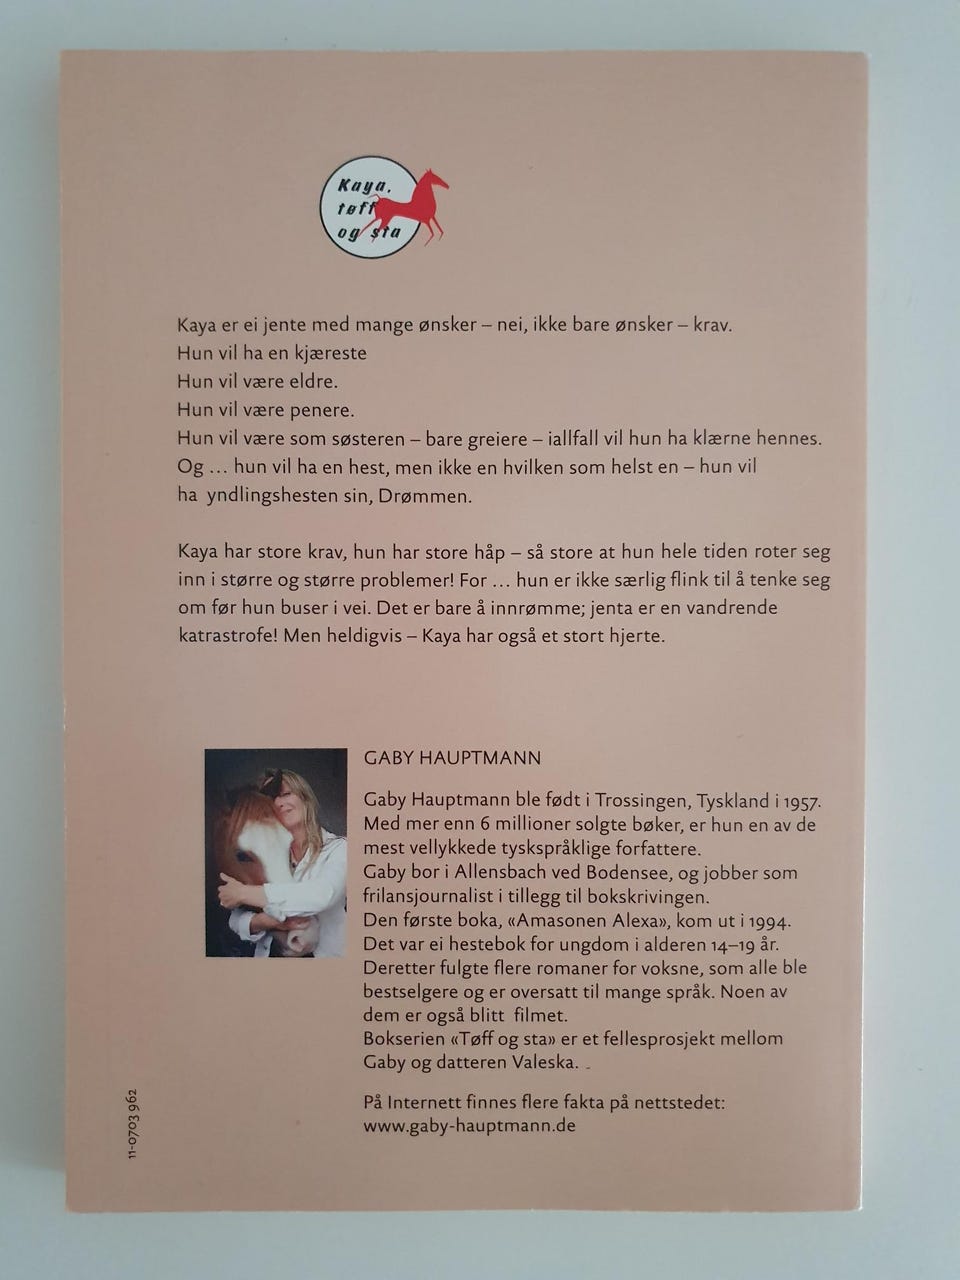 Kaya,
tøff
og sta
Kaya er ei jente med mange ønsker – nei, ikke bare ønsker – krav.
Hun vil ha en kjæreste
Hun vil være eldre.
Hun vil være penere.
Hun vil være som søsteren – bare greiere – iallfall vil hun ha klærne hennes.
Og ... hun vil ha en hest, men ikke en hvilken som helst en – hun vil
ha yndlingshesten sin, Drømmen.
Kaya har store krav, hun har store håp – så store at hun hele tiden roter seg
inn i større og større problemer! For ... hun er ikke særlig flink til å tenke seg
om før hun buser i vei. Det er bare å innrømme; jenta er en vandrende
katrastrofe! Men heldigvis – Kaya har også et stort hjerte.
GABY HAUPTMANN
Gaby Hauptmann ble født i Trossingen, Tyskland i 1957.
Med mer enn 6 millioner solgte bøker, er hun en av de
mest vellykkede tyskspråklige forfattere.
Gaby bor i Allensbach ved Bodensee, og jobber som
frilansjournalist i tillegg til bokskrivingen.
Den første boka, «Amasonen Alexa», kom ut i 1994.
Det var ei hestebok for ungdom i alderen 14–19 år.
Deretter fulgte flere romaner for voksne, som alle ble
bestselgere og er oversatt til mange språk. Noen av
dem er også blitt filmet.
Bokserien «Tøff og sta» er et fellesprosjekt mellom
Gaby og datteren Valeska.
På Internett finnes flere fakta på nettstedet:
www.gaby-hauptmann.de
11-0703 962